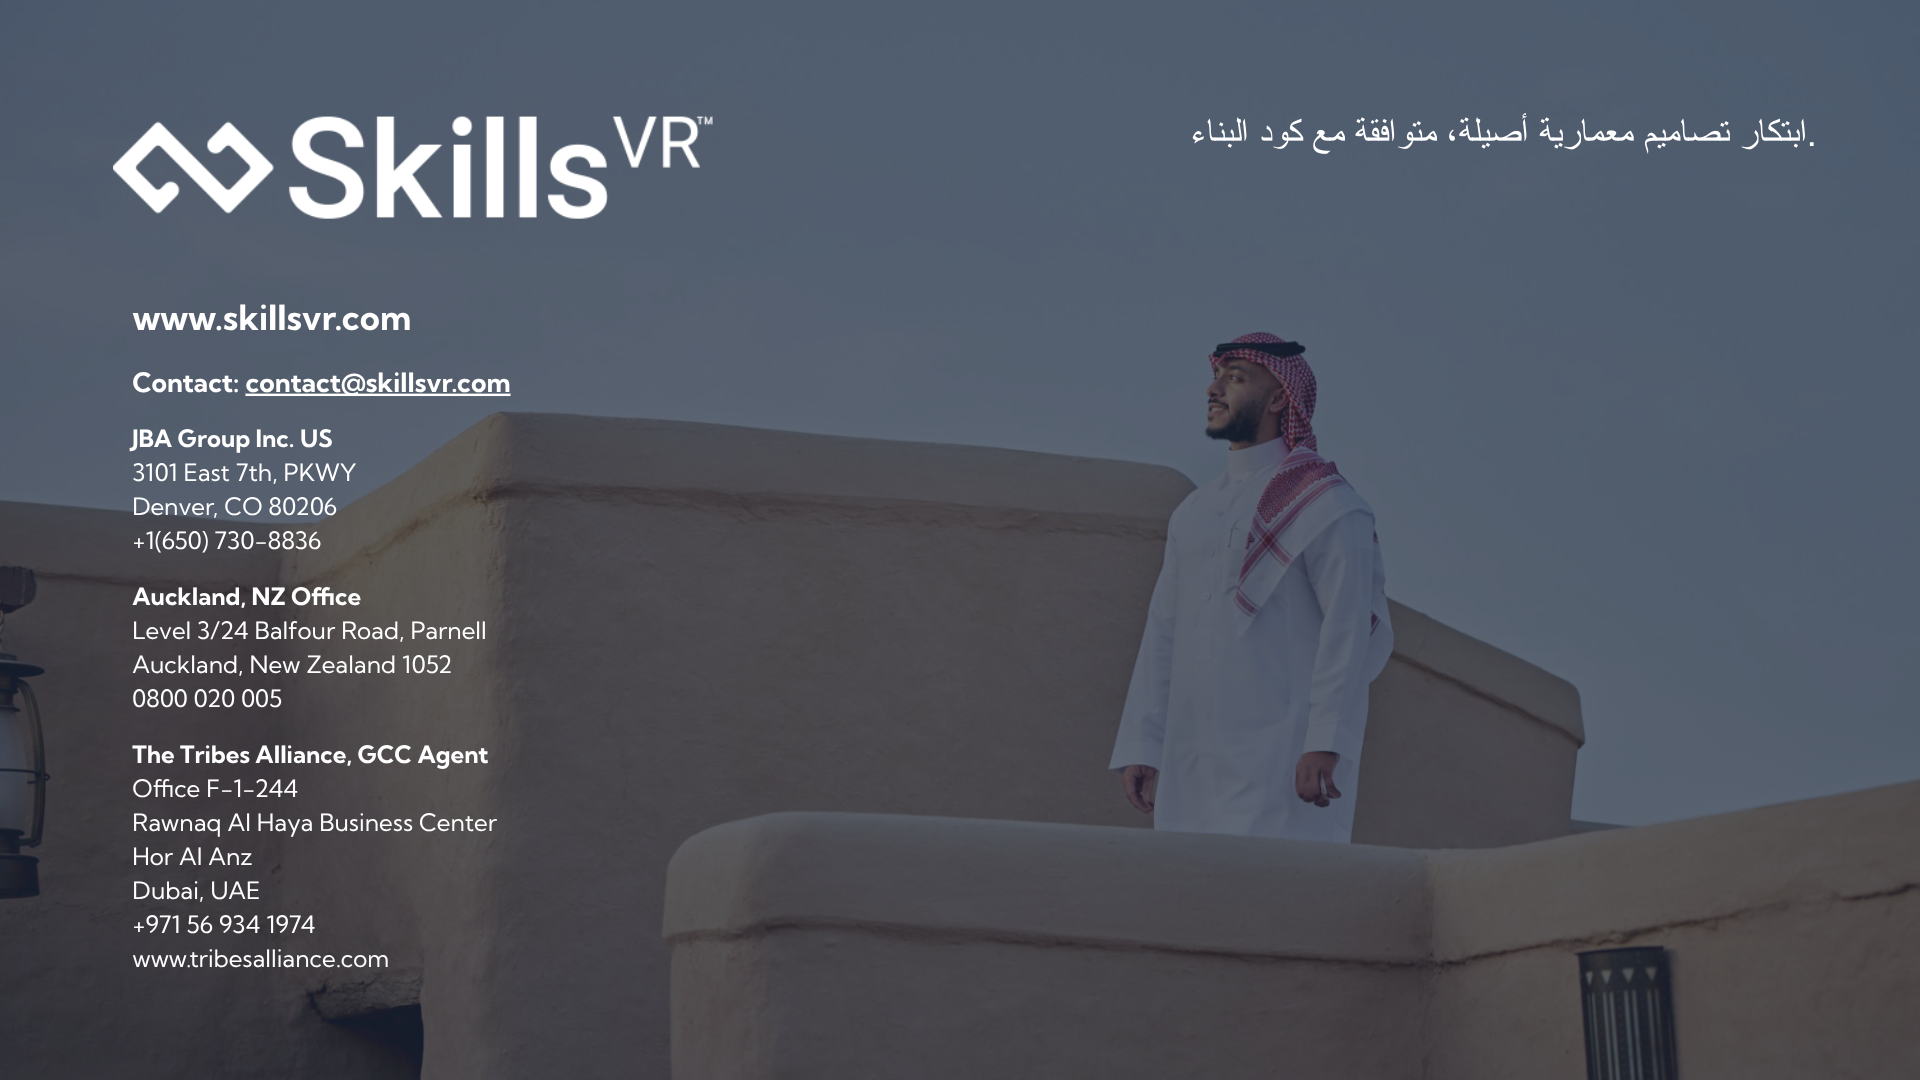 SkillsVR™
ابتكار تصاميم معمارية أصيلة، متوافقة مع كود البناء.
www.skillsvr.com
Contact: contact@skillsvr.com
JBA Group Inc. US
3101 East 7th, PKWY
Denver, CO 80206
+1(650) 730-8836
Auckland, NZ Office
Level 3/24 Balfour Road, Parnell
Auckland, New Zealand 1052
0800 020 005
The Tribes Alliance, GCC Agent
Office F-1-244
Rawnaq Al Haya Business Center
Hor Al Anz
Dubai, UAE
+971 56 934 1974
www.tribesalliance.com